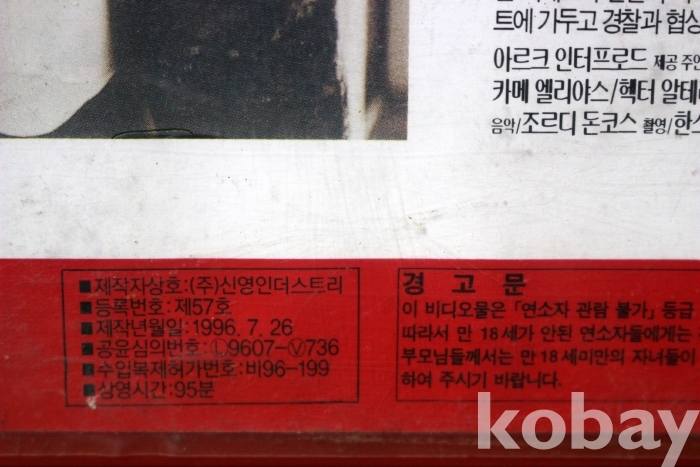 트에 가두고 경찰과 협상
아르크 인터프로드 제공 주연
카메 엘리야스/헥터 알테
음악/조르디 돈코스 촬영/한스
■제작자상호:(주)신영인더스트리
■등록번호: 제57호
■제작년월일: 1996. 7. 26
■공윤심의번호: Ⓛ9607-Ⓥ736
■수입복제허가번호: 비96-199
■상영시간: 95분
경 고 문
이 비디오물은 「연소자 관람 불가」 등급
따라서 만 18세가 안된 연소자들에게는
부모님들께서는 만 18세미만의 자녀들이
하여 주시기 바랍니다.
kobay